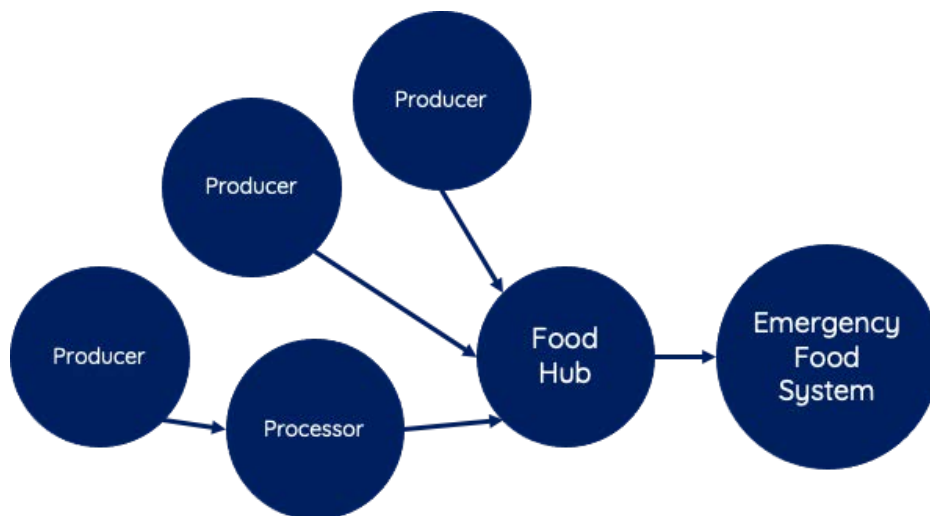 Producer
Producer
Producer
Processor
Food
Hub
Emergency
Food
System